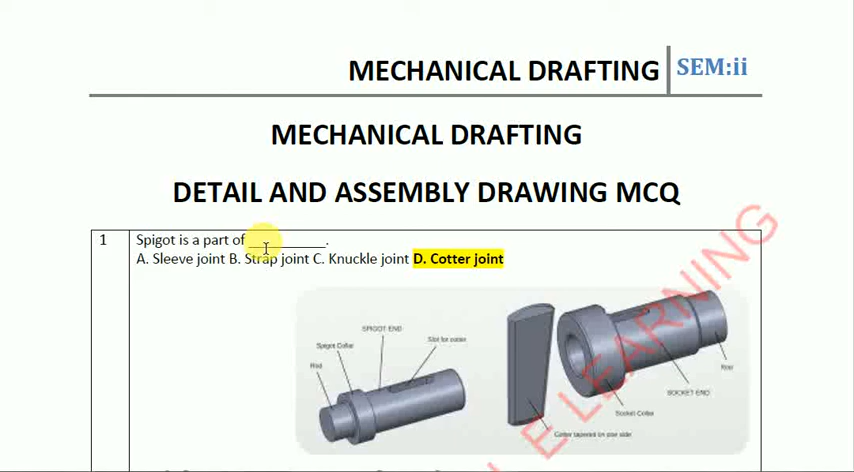 MECHANICAL DRAFTING SEM:ii
MECHANICAL DRAFTING
DETAIL AND ASSEMBLY DRAWING MCQ
1 Spigot is a part of ____________.
A. Sleeve joint B. Strap joint C. Knuckle joint D. Cotter joint
SPIGOT END
Spigot Collar
Slot for cotter
Rod
Rod
SOCKET END
Socket Collar
Cotter tapered on one side
E LEARNING